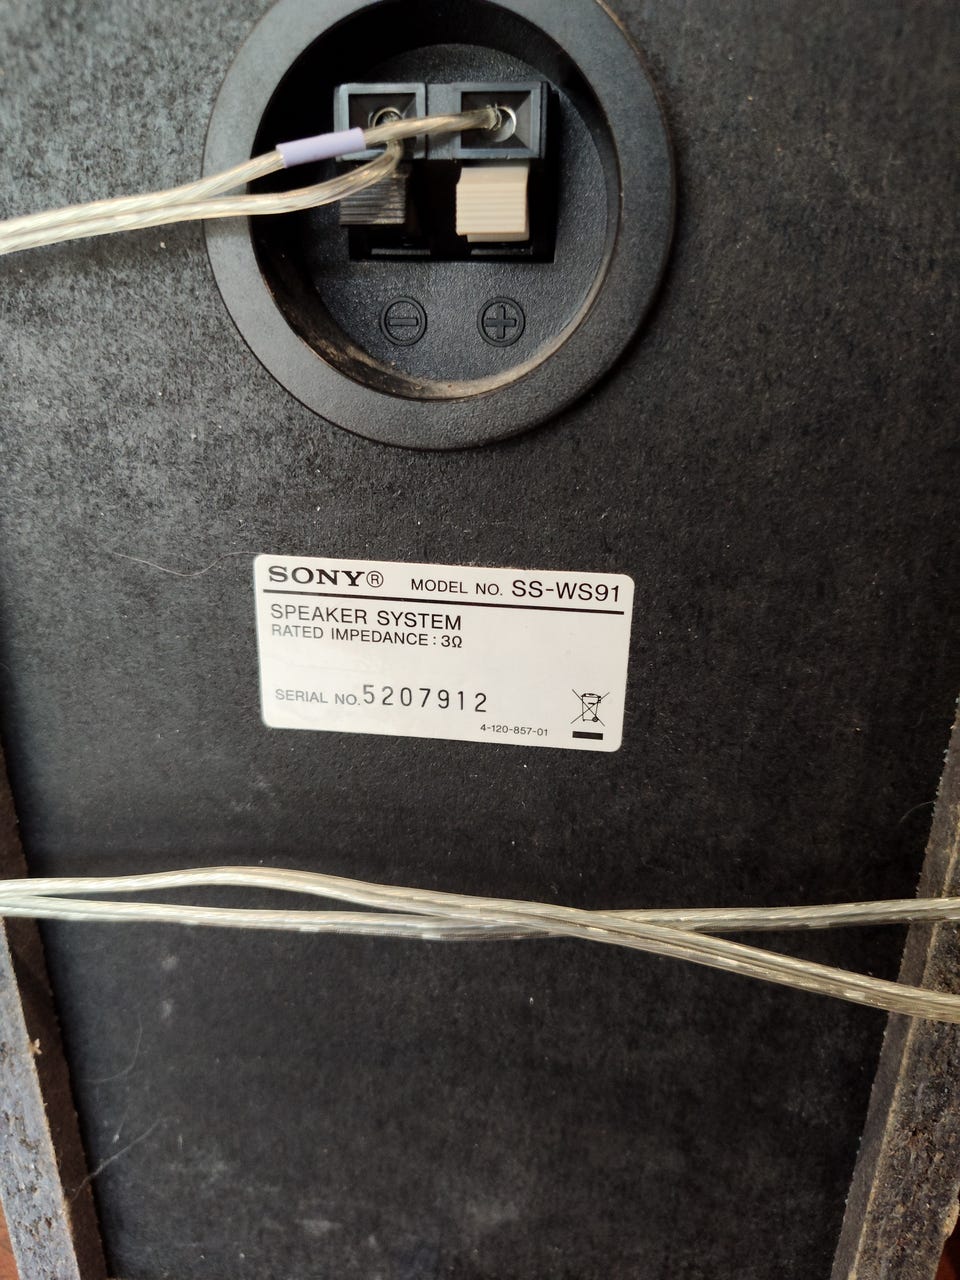 ⊖ ⊕
SONY® MODEL NO. SS-WS91
SPEAKER SYSTEM
RATED IMPEDANCE : 3Ω
SERIAL NO. 5207912
4-120-857-01